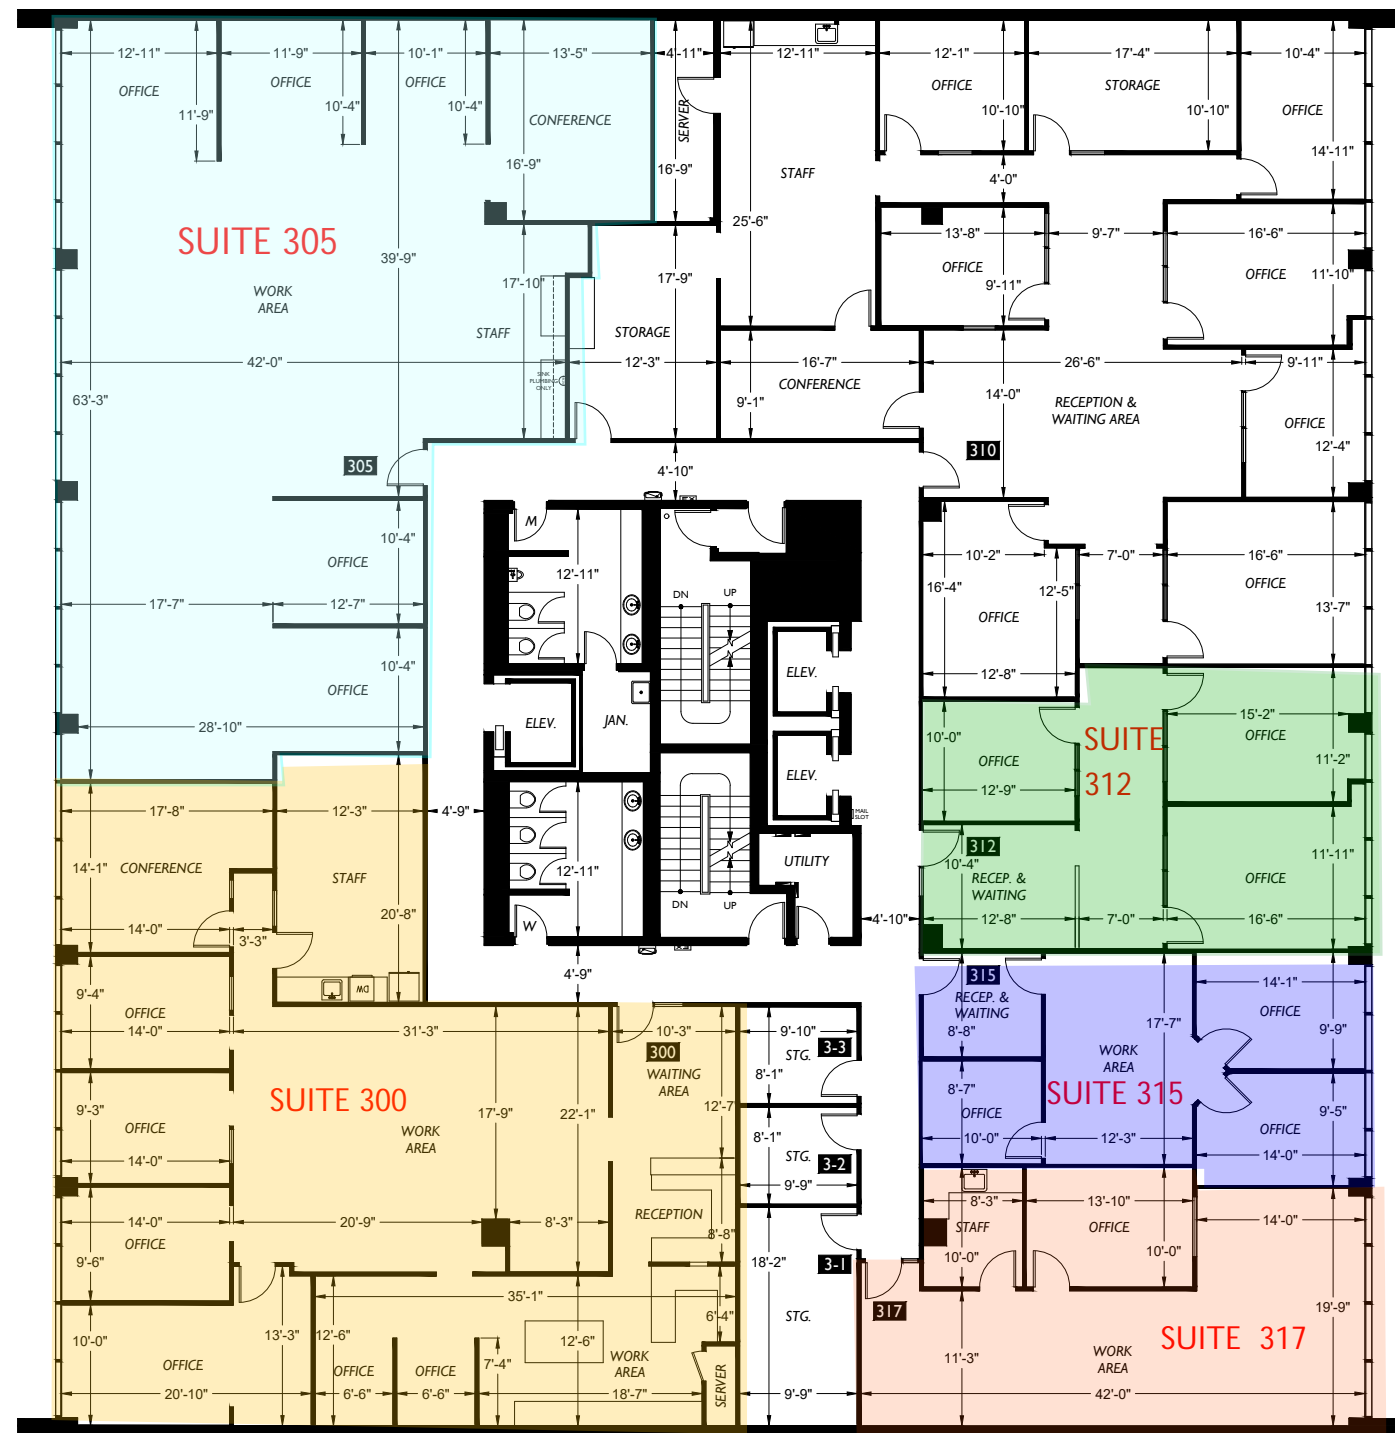 12'-11" 11'-9" 10'-1" 13'-5" 4'-11" 12'-11" 12'-1" 17'-4" 10'-4"
OFFICE OFFICE OFFICE CONFERENCE SERVER OFFICE STORAGE OFFICE
11'-9" 10'-4" 10'-4" 10'-10" 10'-10"
16'-9" 16'-9" STAFF 4'-0" 14'-11"
25'-6"
SUITE 305
39'-9" 13'-8" 9'-7" 16'-6"
OFFICE OFFICE
17'-10" 17'-9" 9'-11" 11'-10"
WORK
AREA
STAFF STORAGE
42'-0" 12'-3" 16'-7" 26'-6" 9'-11"
SINK
PLUMBING
ONLY
CONFERENCE
63'-3" 9'-1" 14'-0"
RECEPTION &
WAITING AREA
OFFICE
12'-4"
305 4'-10" 310
M
10'-4" 12'-11" 10'-2" 7'-0" 16'-6"
OFFICE 16'-4" 12'-5" OFFICE
17'-7" 12'-7" DN UP OFFICE 13'-7"
10'-4" ELEV. 12'-8"
OFFICE
28'-10" ELEV. JAN. 15'-2"
10'-0" SUITE OFFICE
OFFICE 312 11'-2"
ELEV. 12'-9"
17'-8" 12'-3" 4'-9" MAIL
SLOT
14'-1" CONFERENCE STAFF 12'-11" UTILITY 312 10'-4" 11'-11"
RECEP. &
WAITING
OFFICE
DN UP
20'-8"
14'-0" 3'-3" W 4'-10" 12'-8" 7'-0" 16'-6"
4'-9"
9'-4" DW 315 14'-1"
OFFICE RECEP. &
WAITING
OFFICE
14'-0" 31'-3" 10'-3" 9'-10" 8'-8" 17'-7" 9'-9"
300 STG. 3-3 WORK
AREA
WAITING
AREA
8'-1"
SUITE 300 SUITE 315
9'-3" 17'-9" 22'-1" 12'-7" 8'-7" 9'-5"
OFFICE WORK
AREA
8'-1" OFFICE OFFICE
14'-0" STG. 3-2 10'-0" 12'-3" 14'-0"
9'-9"
14'-0" 20'-9" 8'-3" RECEPTION 8'-3" 13'-10" 14'-0"
OFFICE STAFF OFFICE
9'-6" 8'-8" 18'-2" 3-1 10'-0" 10'-0"
35'-1" 317
10'-0" 13'-3" 12'-6" 12'-6" 6'-4" STG. 19'-9"
SUITE 317
OFFICE OFFICE OFFICE 7'-4" WORK
AREA
SERVER 11'-3" WORK
AREA
20'-10" 6'-6" 6'-6" 18'-7" 9'-9" 42'-0"